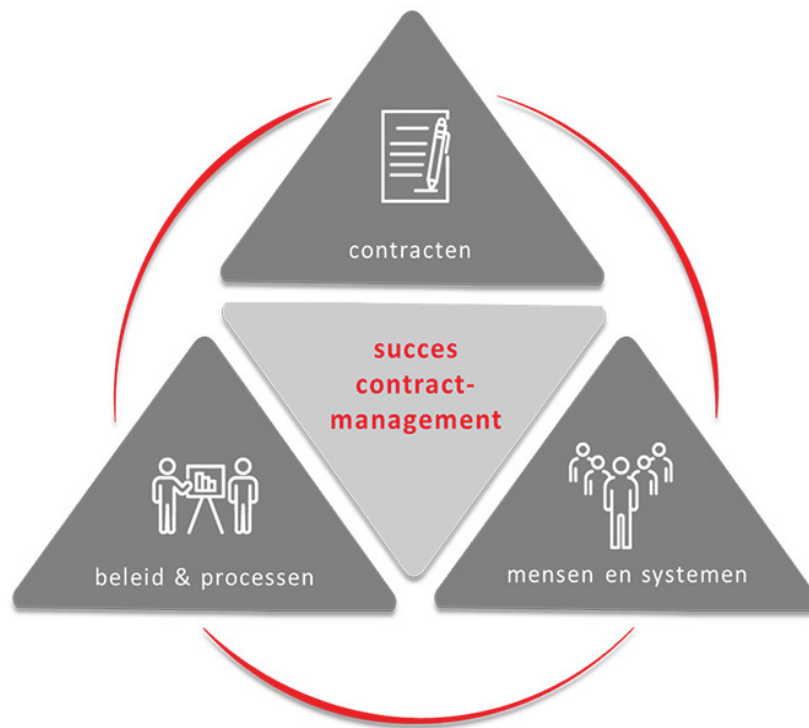 contracten
succes
contract-
management
beleid & processen
mensen en systemen